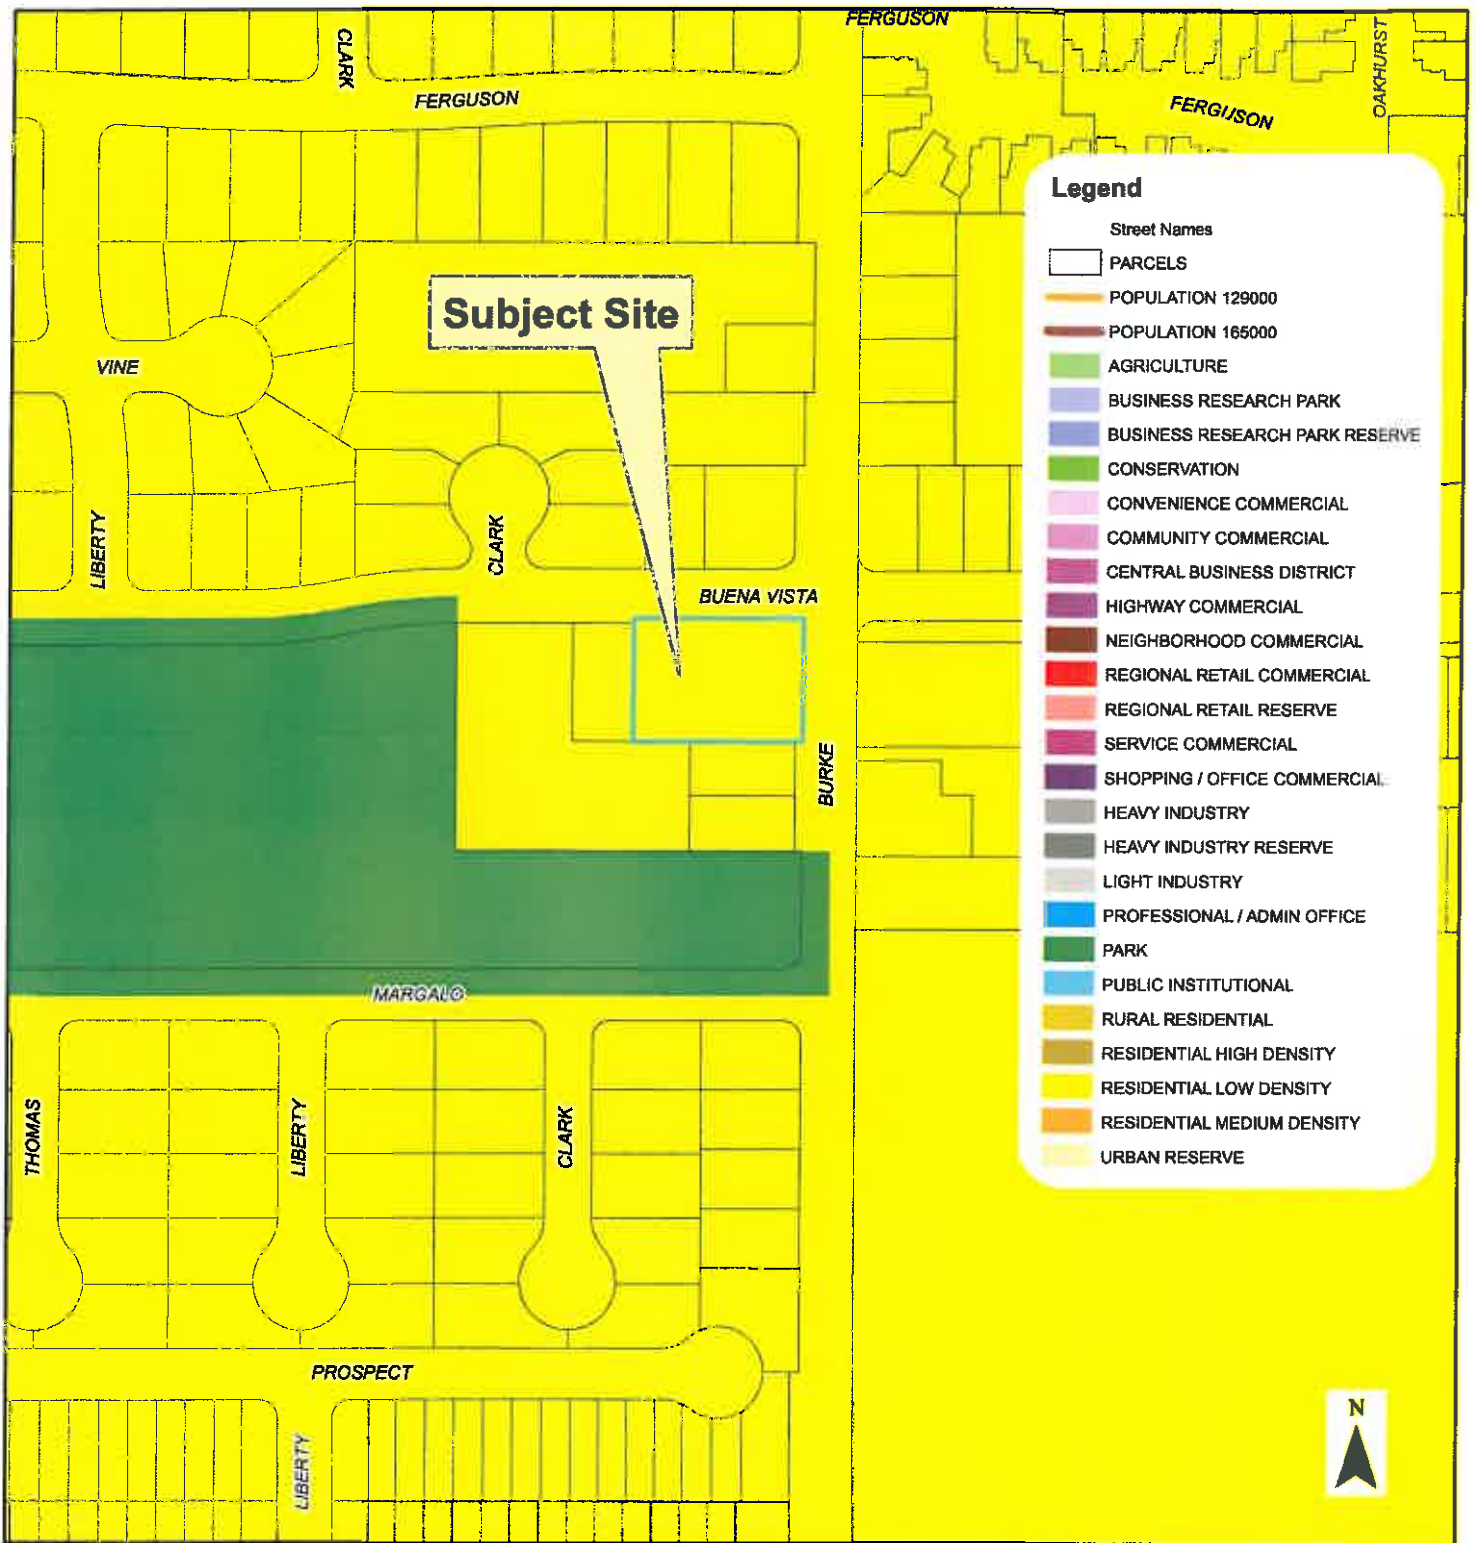 FERGUSON
CLARK
FERGUSON
FERGUSON
OAKHURST
Legend
Street Names
PARCELS
POPULATION 129000
POPULATION 165000
AGRICULTURE
BUSINESS RESEARCH PARK
BUSINESS RESEARCH PARK RESERVE
CONSERVATION
CONVENIENCE COMMERCIAL
COMMUNITY COMMERCIAL
CENTRAL BUSINESS DISTRICT
HIGHWAY COMMERCIAL
NEIGHBORHOOD COMMERCIAL
REGIONAL RETAIL COMMERCIAL
REGIONAL RETAIL RESERVE
SERVICE COMMERCIAL
SHOPPING / OFFICE COMMERCIAL
HEAVY INDUSTRY
HEAVY INDUSTRY RESERVE
LIGHT INDUSTRY
PROFESSIONAL / ADMIN OFFICE
PARK
PUBLIC INSTITUTIONAL
RURAL RESIDENTIAL
RESIDENTIAL HIGH DENSITY
RESIDENTIAL LOW DENSITY
RESIDENTIAL MEDIUM DENSITY
URBAN RESERVE
Subject Site
VINE
LIBERTY
CLARK
BUENA VISTA
BURKE
MARGALO
THOMAS
LIBERTY
CLARK
PROSPECT
LIBERTY
N